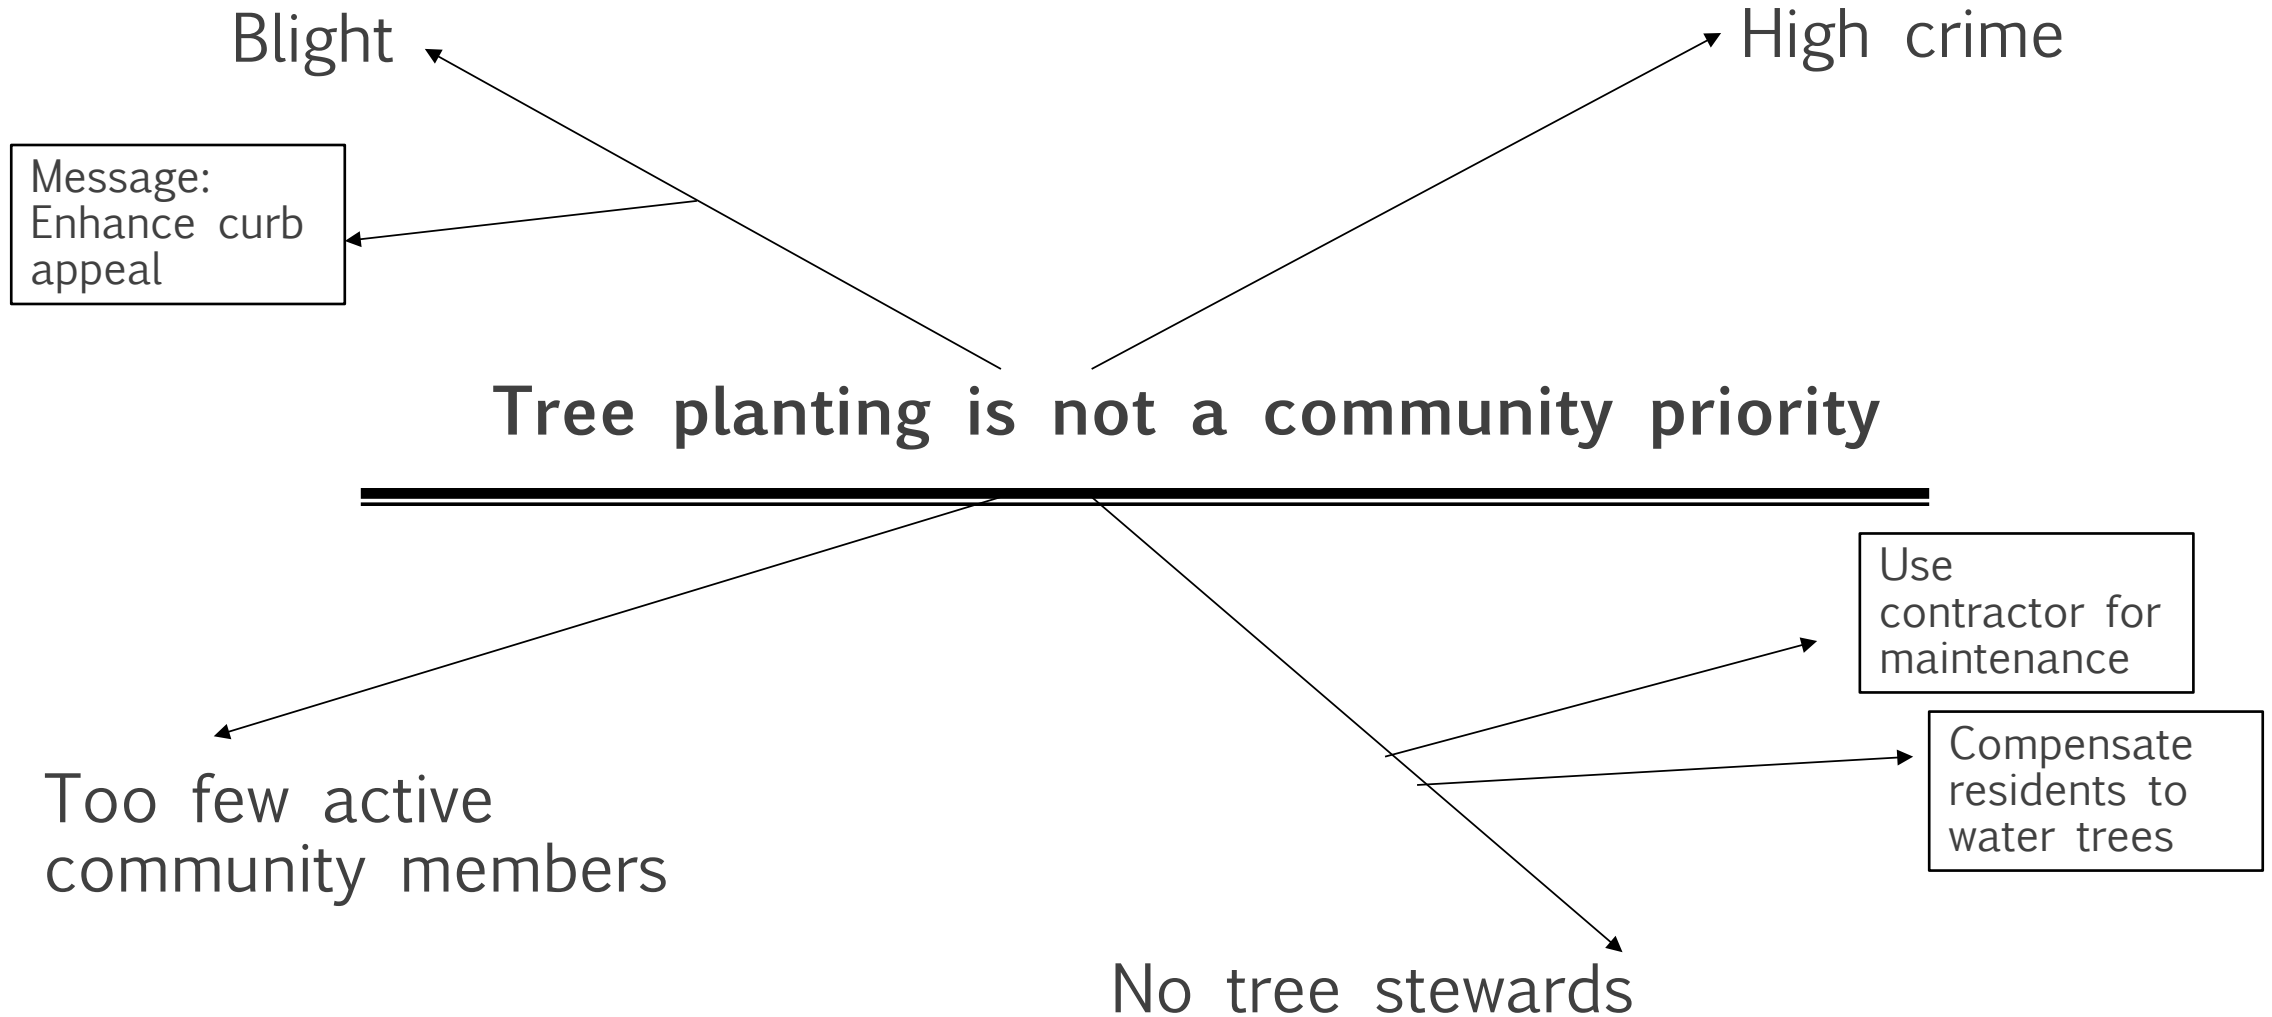 Blight
High crime
Message:
Enhance curb
appeal
Tree planting is not a community priority
Use
contractor for
maintenance
Compensate
residents to
water trees
Too few active
community members
No tree stewards